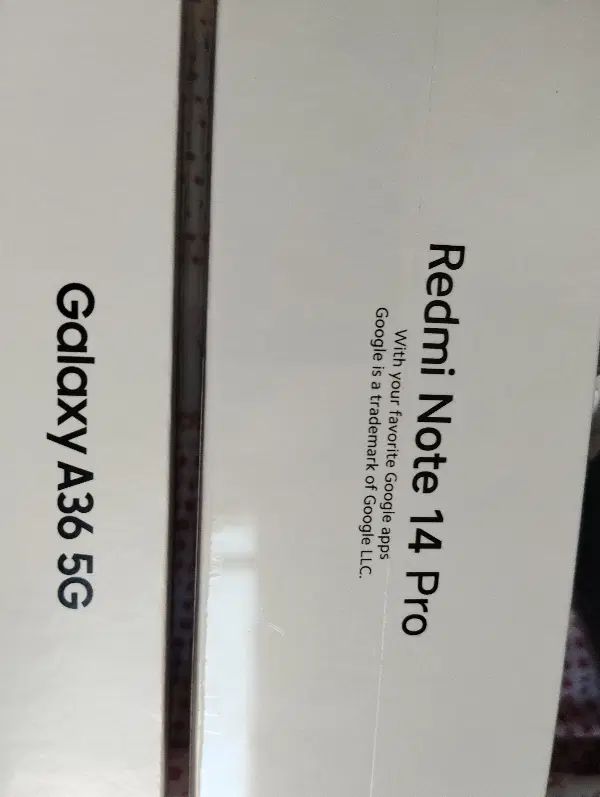 Redmi Note 14 Pro
With your favorite Google apps
Google is a trademark of Google LLC.
Galaxy A36 5G